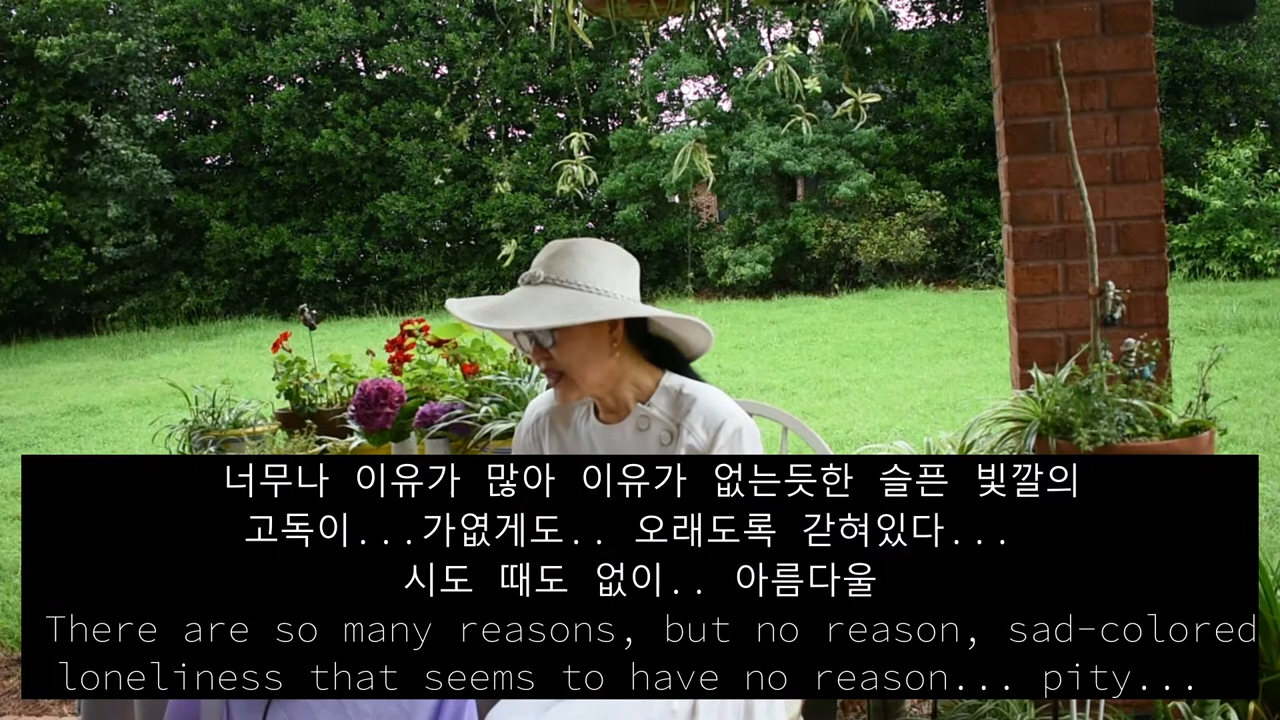 너무나 이유가 많아 이유가 없는듯한 슬픈 빛깔의
고독이...가엾게도.. 오래도록 갇혀있다...
시도 때도 없이.. 아름다울
There are so many reasons, but no reason, sad-colored
loneliness that seems to have no reason... pity...